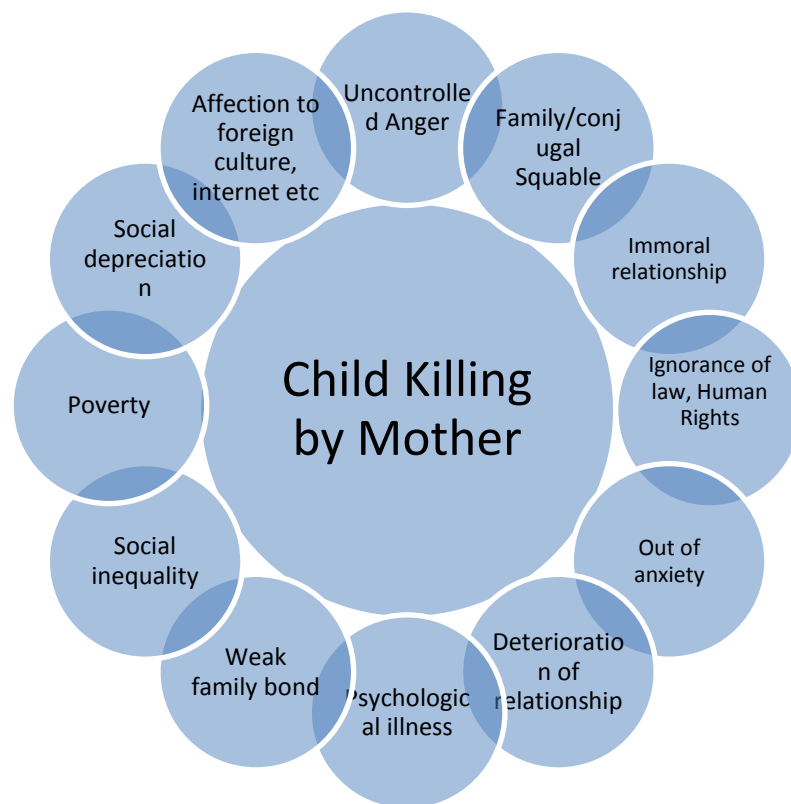 Uncontrolle
d Anger
Family/conj
ugal
Squable
Immoral
relationship
Ignorance of
law, Human
Rights
Out of
anxiety
Deterioratio
n of
relationship
Psychologic
al illness
Weak
family bond
Social
inequality
Poverty
Social
depreciatio
n
Affection to
foreign
culture,
internet etc
Child Killing
by Mother